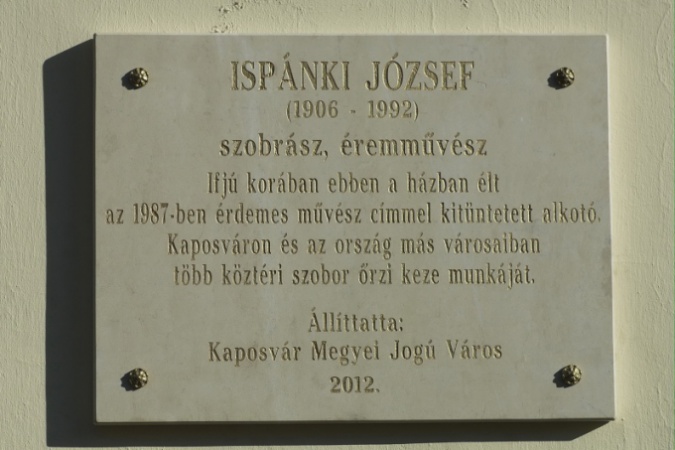 ISPÁNKI JÓZSEF
(1906 - 1992)
szobrász, éremművész
Ifjú korában ebben a házban élt
az 1987-ben érdemes művész címmel kitüntetett alkotó.
Kaposváron és az ország más városaiban
több köztéri szobor őrzi keze munkáját.
Állíttatta:
Kaposvár Megyei Jogú Város
2012.